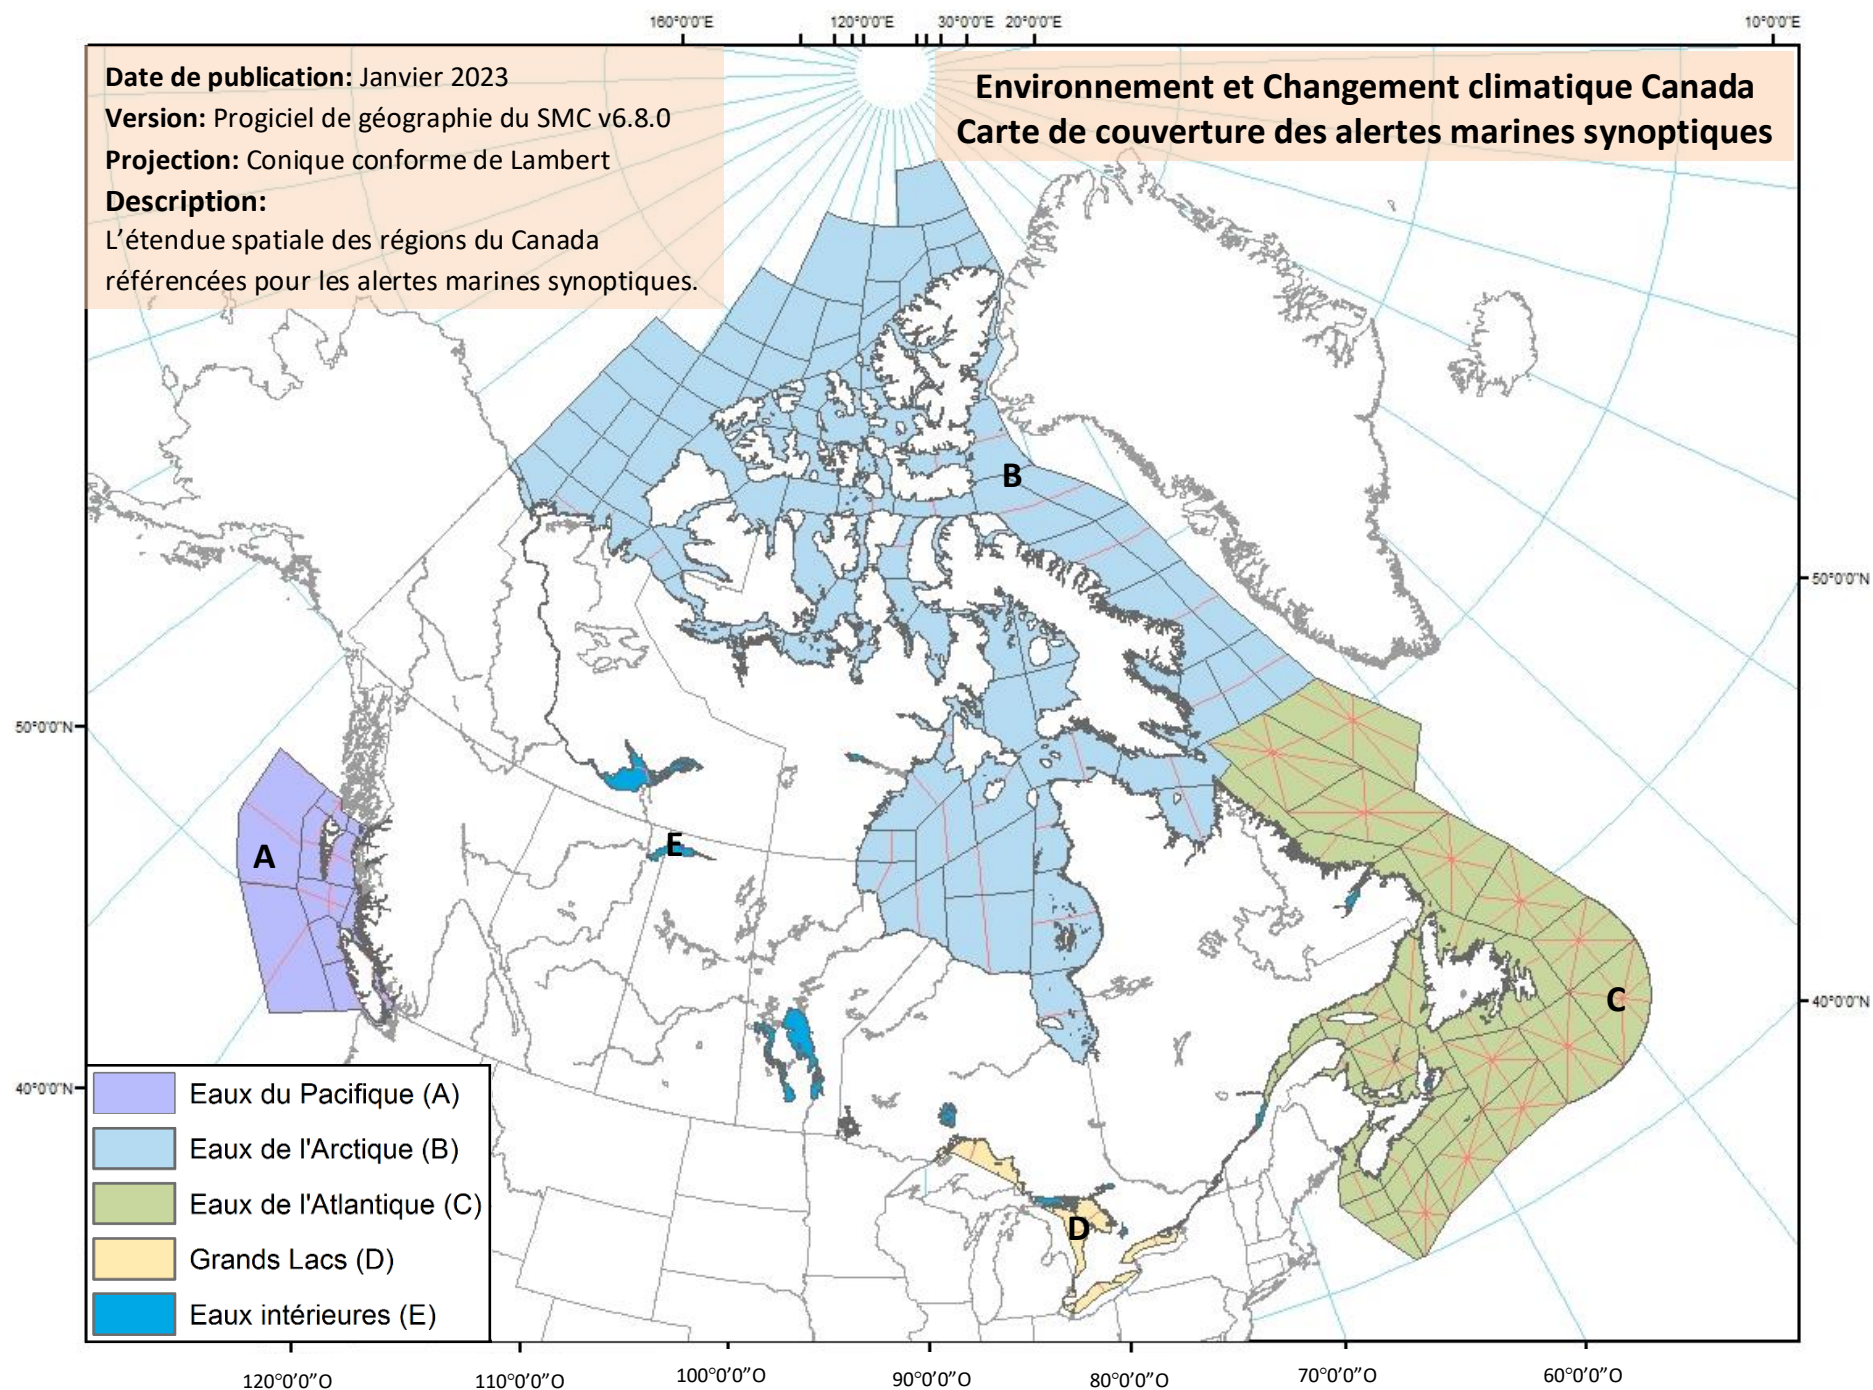 160°0'0"E 120°0'0"E 30°0'0"E 20°0'0"E 10°0'0"E
Date de publication: Janvier 2023
Version: Progiciel de géographie du SMC v6.8.0
Projection: Conique conforme de Lambert
Description:
L’étendue spatiale des régions du Canada
référencées pour les alertes marines synoptiques.
Environnement et Changement climatique Canada
Carte de couverture des alertes marines synoptiques
B
50°0'0"N
50°0'0"N
E
A
C
40°0'0"N
40°0'0"N
D
Eaux du Pacifique (A)
Eaux de l'Arctique (B)
Eaux de l'Atlantique (C)
Grands Lacs (D)
Eaux intérieures (E)
120°0’0”O 110°0’0”O 100°0’0”O 90°0’0”O 80°0’0”O 70°0’0”O 60°0’0”O